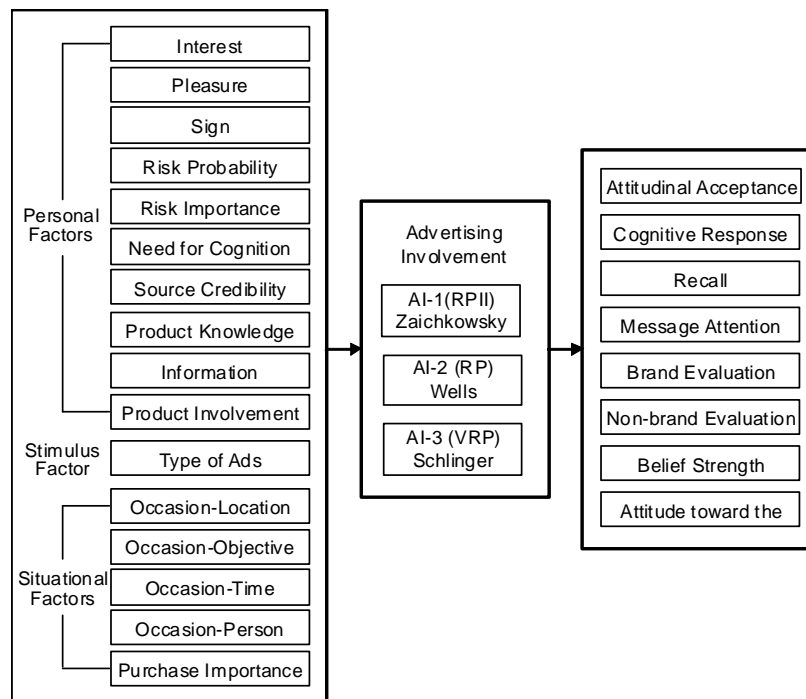 Interest
Pleasure
Sign
Risk Probability
Risk Importance
Personal
Factors
Need for Cognition
Source Credibility
Product Knowledge
Information
Product Involvement
Stimulus
Factor
Type of Ads
Occasion-Location
Occasion-Objective
Situational
Factors
Occasion-Time
Occasion-Person
Purchase Importance
Advertising
Involvement
AI-1(RPII)
Zaichkowsky
AI-2 (RP)
Wells
AI-3 (VRP)
Schlinger
Attitudinal Acceptance
Cognitive Response
Recall
Message Attention
Brand Evaluation
Non-brand Evaluation
Belief Strength
Attitude toward the